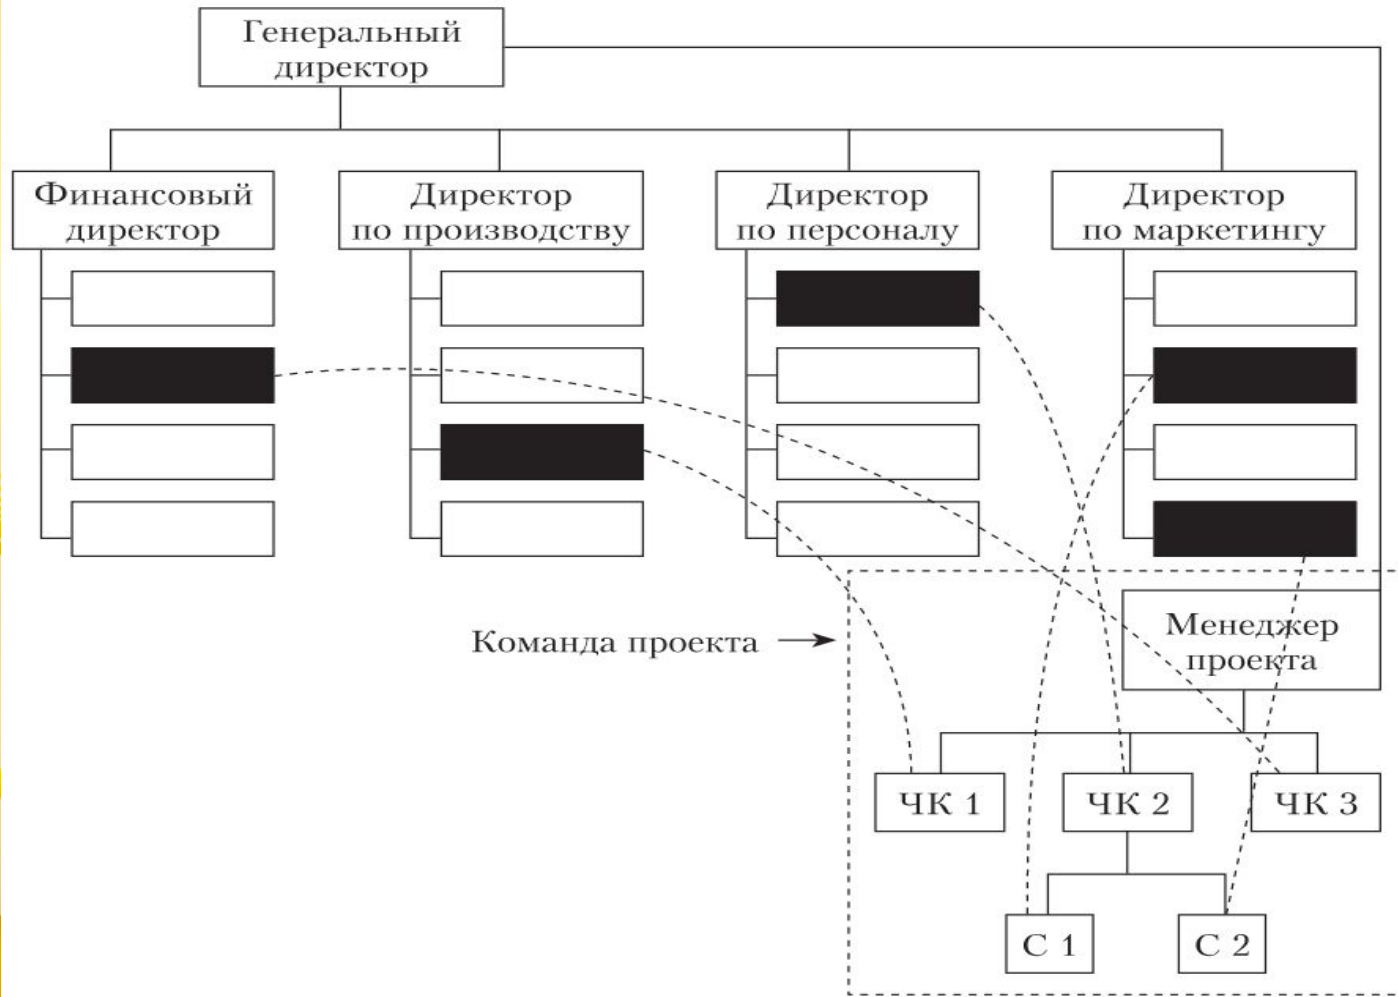 Генеральный
директор
Финансовый
директор
Директор
по производству
Директор
по персоналу
Директор
по маркетингу
Команда проекта
Менеджер
проекта
ЧК 1
ЧК 2
ЧК 3
С 1
С 2